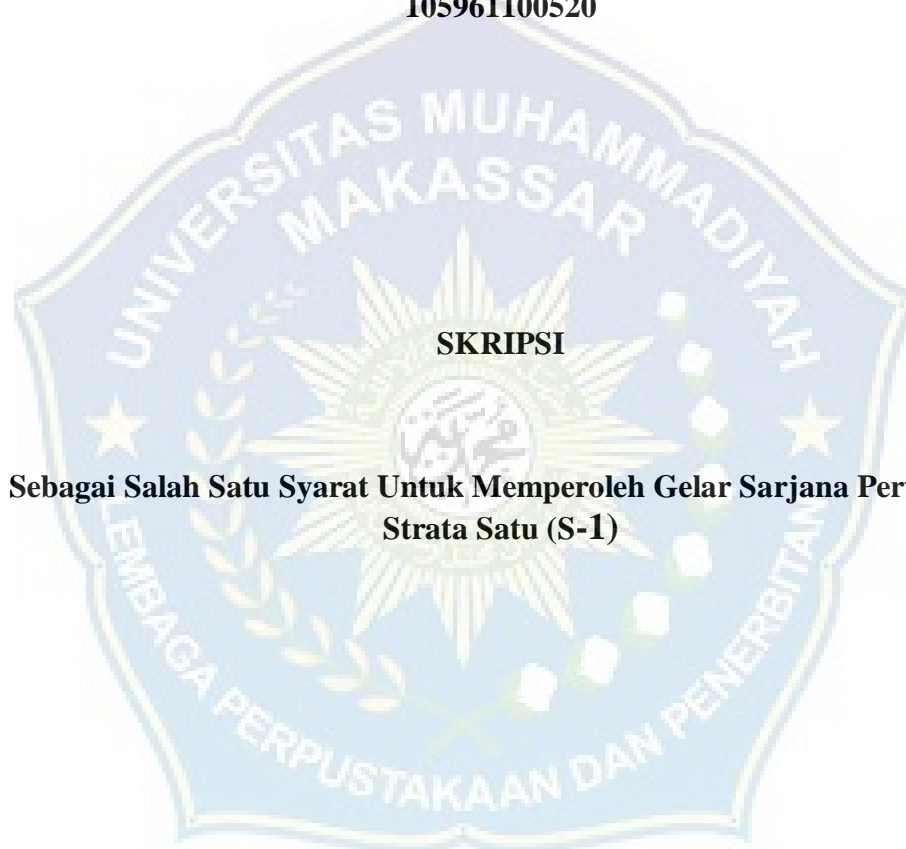 105961100520
UNIVERSITAS MUHAMMADIYAH
MAKASSAR
SKRIPSI
Sebagai Salah Satu Syarat Untuk Memperoleh Gelar Sarjana
Strata Satu (S-1)
LEMBAGA PERPUSTAKAAN DAN PENERBITAN